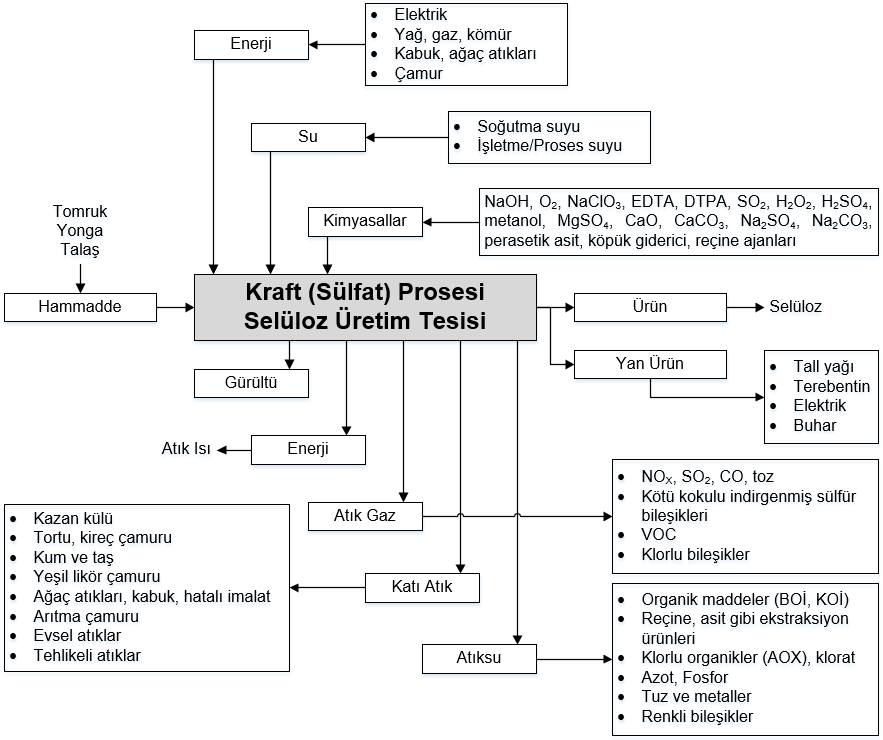 Enerji
• Elektrik
• Yağ, gaz, kömür
• Kabuk, ağaç atıkları
• Çamur
Su
• Soğutma suyu
• İşletme/Proses suyu
Kimyasallar
NaOH, O₂, NaClO₃, EDTA, DTPA, SO₂, H₂O₂, H₂SO₄,
metanol, MgSO₄, CaO, CaCO₃, Na₂SO₄, Na₂CO₃,
perasetik asit, köpük giderici, reçine ajanları
Tomruk
Yonga
Talaş
Hammadde
Kraft (Sülfat) Prosesi
Selüloz Üretim Tesisi
Ürün
Selüloz
Yan Ürün
• Tall yağı
• Terebentin
• Elektrik
• Buhar
Gürültü
Enerji
Atık Isı
Atık Gaz
• NOₓ, SO₂, CO, toz
• Kötü kokulu indirgenmiş sülfür
bileşikleri
• VOC
• Klorlu bileşikler
Katı Atık
• Kazan külü
• Tortu, kireç çamuru
• Kum ve taş
• Yeşil likör çamuru
• Ağaç atıkları, kabuk, hatalı imalat
• Arıtma çamuru
• Evsel atıklar
• Tehlikeli atıklar
Atıksu
• Organik maddeler (BOİ, KOİ)
• Reçine, asit gibi ekstraksiyon
ürünleri
• Klorlu organikler (AOX), klorat
• Azot, Fosfor
• Tuz ve metaller
• Renkli bileşikler